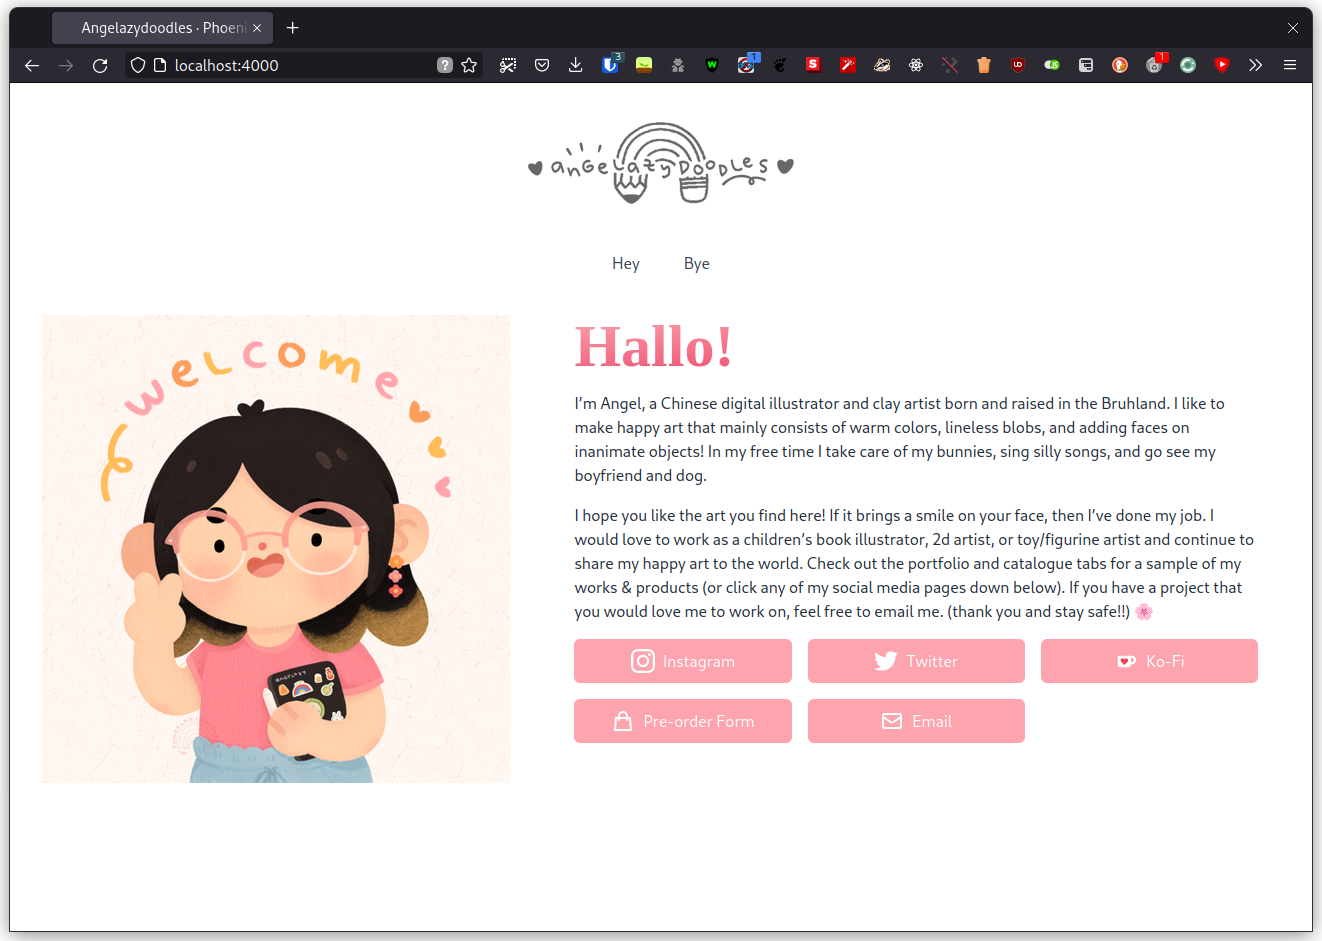 Angelazydoodles · Phoeni
localhost:4000
3
1
1
angelazydoodles
Hey
Bye
welcome
Hallo!
I’m Angel, a Chinese digital illustrator and clay artist born and raised in the Bruhland. I like to
make happy art that mainly consists of warm colors, lineless blobs, and adding faces on
inanimate objects! In my free time I take care of my bunnies, sing silly songs, and go see my
boyfriend and dog.
I hope you like the art you find here! If it brings a smile on your face, then I’ve done my job. I
would love to work as a children’s book illustrator, 2d artist, or toy/figurine artist and continue to
share my happy art to the world. Check out the portfolio and catalogue tabs for a sample of my
works & products (or click any of my social media pages down below). If you have a project that
you would love me to work on, feel free to email me. (thank you and stay safe!!) 🌸
Instagram
Twitter
Ko-Fi
Pre-order Form
Email